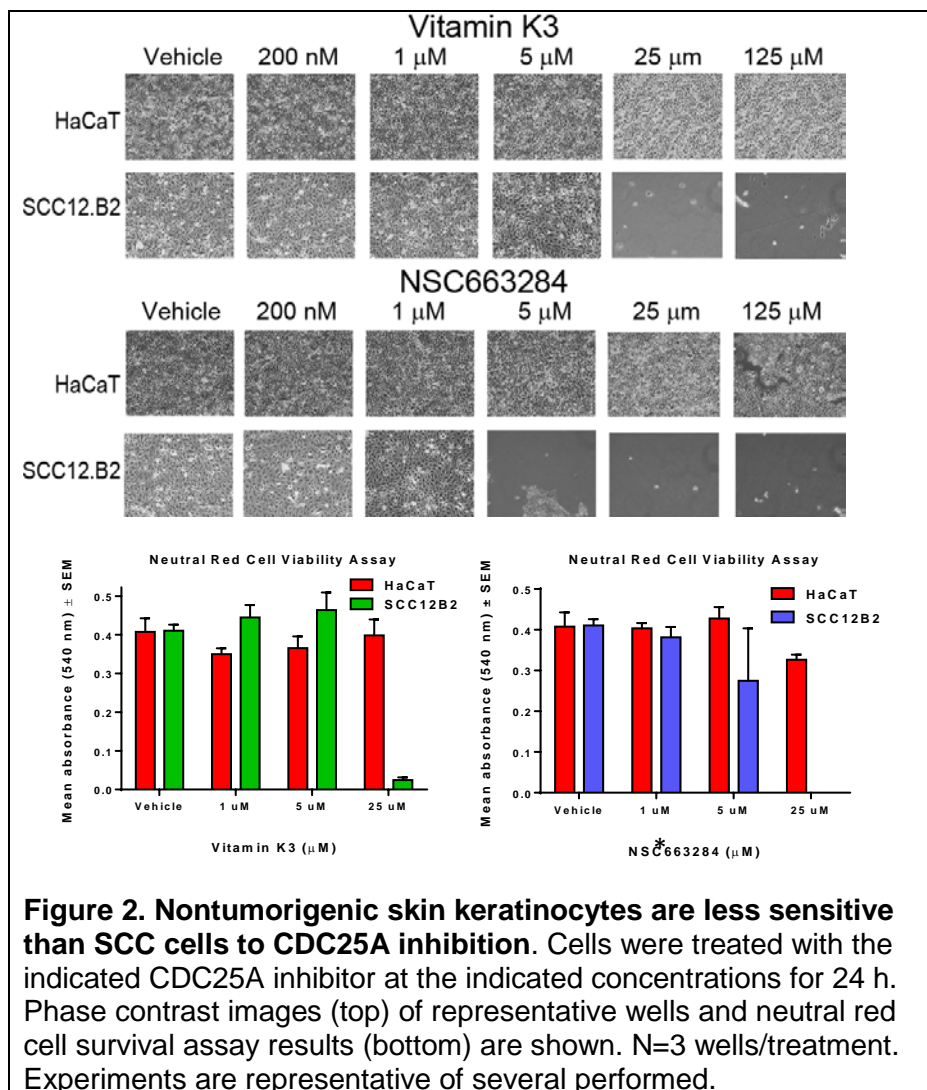 Vitamin K3
Vehicle 200 nM 1 μM 5 μM 25 μm 125 μM
HaCaT
SCC12.B2
NSC663284
Vehicle 200 nM 1 μM 5 μM 25 μm 125 μM
HaCaT
SCC12.B2
Neutral Red Cell Viability Assay
HaCaT
SCC12B2
Mean absorbance (540 nm) ± SEM
0.5
0.4
0.3
0.2
0.1
0.0
Vehicle 1 uM 5 uM 25 uM
Vitamin K3 (μM)
Neutral Red Cell Viability Assay
HaCaT
SCC12B2
Mean absorbance (540 nm) ± SEM
0.5
0.4
0.3
0.2
0.1
0.0
Vehicle 1 uM 5 uM 25 uM
*
NSC663284 (μM)
Figure 2. Nontumorigenic skin keratinocytes are less sensitive
than SCC cells to CDC25A inhibition. Cells were treated with the
indicated CDC25A inhibitor at the indicated concentrations for 24 h.
Phase contrast images (top) of representative wells and neutral red
cell survival assay results (bottom) are shown. N=3 wells/treatment.
Experiments are representative of several performed.